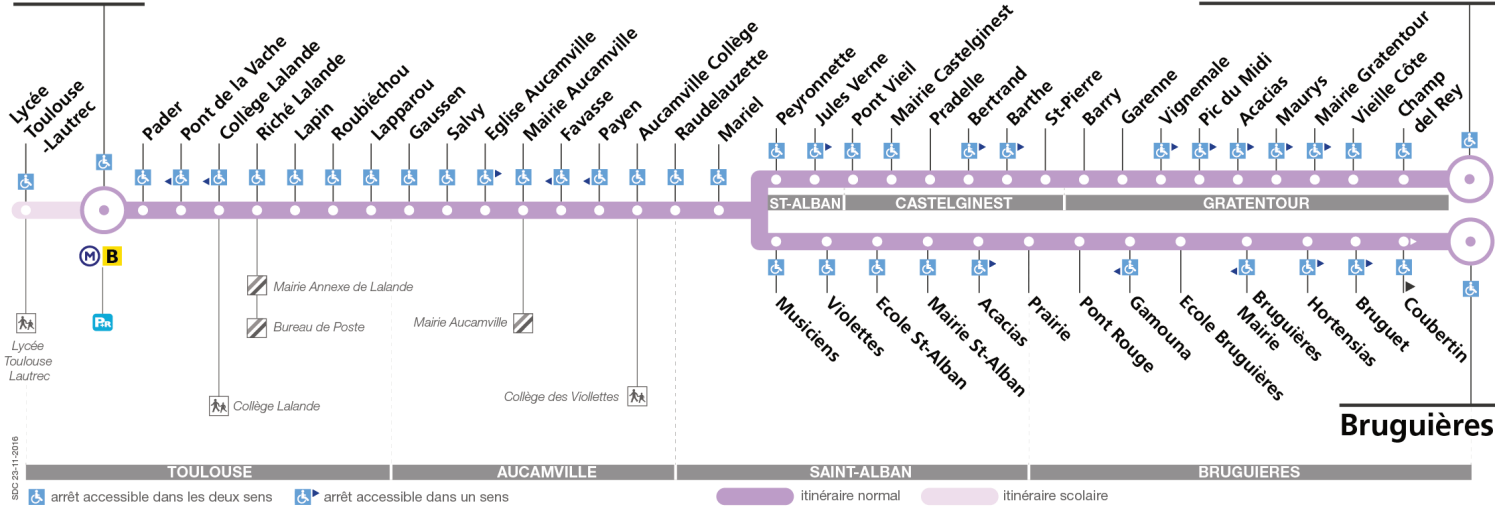 Lycée
Toulouse
-Lautrec
Pader
Pont de la Vache
Collège Lalande
Riché Lalande
Lapin
Roubiéchou
Lapparou
Gaussen
Salvy
Eglise Aucamville
Mairie Aucamville
Favasse
Payen
Aucamville Collège
Raudelauzette
Mariel
Peyronnette
Jules Verne
Pont Vieil
Mairie Castelginest
Pradelle
Bertrand
Barthe
St-Pierre
Barry
Garenne
Vignemale
Pic du Midi
Acacias
Maurys
Mairie Gratentour
Vieille Côte
Champ
del Rey
ST-ALBAN
CASTELGINEST
GRATENTOUR
M B
P+R
Musiciens
Violettes
Ecole St-Alban
Mairie St-Alban
Acacias
Prairie
Pont Rouge
Gamouna
Ecole Bruguières
Bruguières
Mairie
Hortensias
Bruguet
Coubertin
Bruguières
Lycée
Toulouse
Lautrec
Mairie Annexe de Lalande
Bureau de Poste
Collège Lalande
Mairie Aucamville
Collège des Viollettes
TOULOUSE
AUCAMVILLE
SAINT-ALBAN
BRUGUIERES
SDC 23-11-2016
arrêt accessible dans les deux sens
arrêt accessible dans un sens
itinéraire normal
itinéraire scolaire